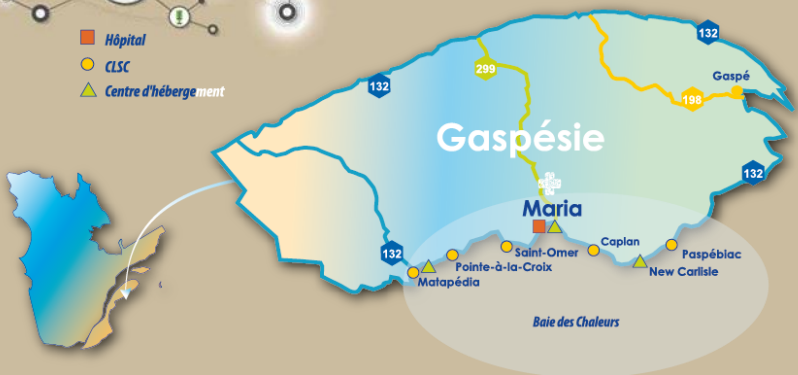 Hôpital
CLSC
Centre d'hébergement
132
299
132
198
Gaspé
Gaspésie
132
Maria
132
Saint-Omer
Caplan
Paspébiac
Pointe-à-la-Croix
New Carlisle
Matapédia
Baie des Chaleurs